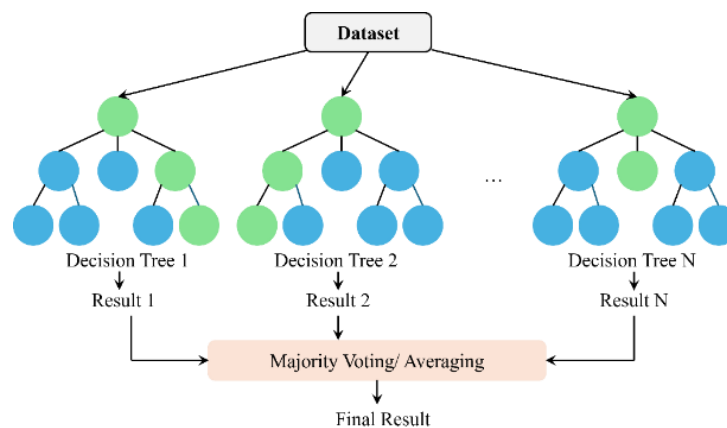 Dataset
...
Decision Tree 1
Decision Tree 2
Decision Tree N
Result 1
Result 2
Result N
Majority Voting/ Averaging
Final Result